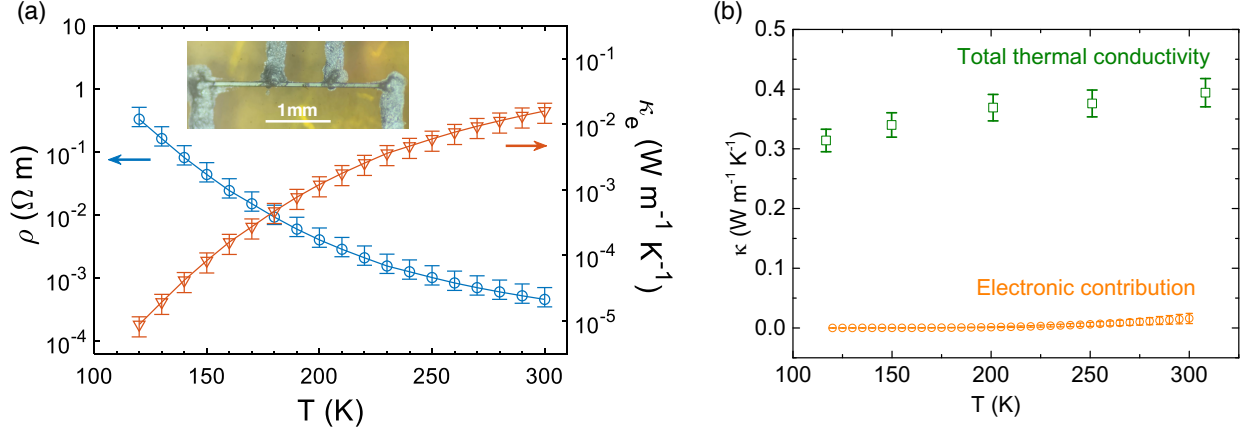 (a)
10
1
10⁻¹
10⁻²
10⁻³
10⁻⁴
ρ (Ω m)
1mm
10⁻¹
10⁻²
10⁻³
10⁻⁴
10⁻⁵
κₑ (W m⁻¹ K⁻¹)
100 150 200 250 300
T (K)
(b)
0.5
0.4
0.3
0.2
0.1
0.0
κ (W m⁻¹ K⁻¹)
Total thermal conductivity
Electronic contribution
100 150 200 250 300
T (K)